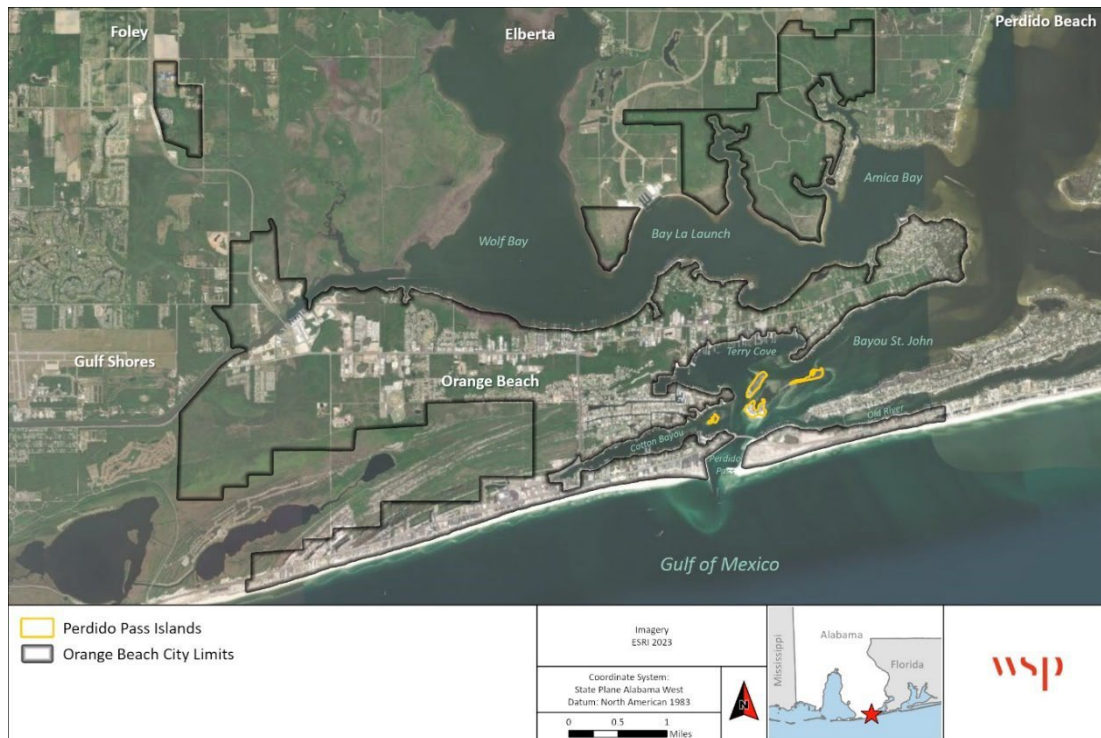 Foley
Elberta
Perdido Beach
Amica Bay
Wolf Bay
Bay La Launch
Bayou St. John
Terry Cove
Gulf Shores
Orange Beach
Old River
Cotton Bayou
Perdido
Pass
Gulf of Mexico
Perdido Pass Islands
Orange Beach City Limits
Imagery
ESRI 2023
Coordinate System:
State Plane Alabama West
Datum: North American 1983
0 0.5 1
Miles
N
Mississippi
Alabama
Florida
wsp